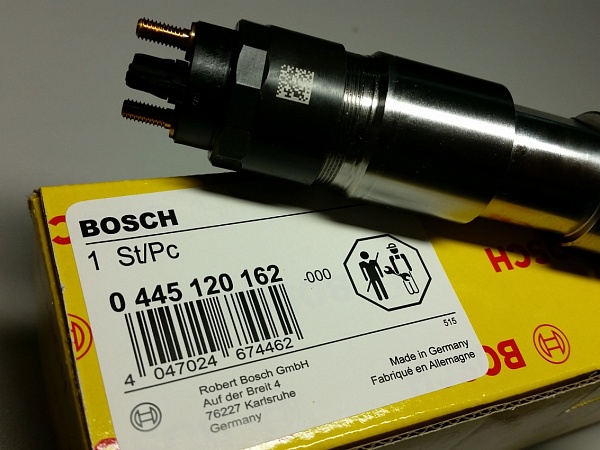 BOSCH
1 St/Pc
0 445 120 162 -000
4 047024 674462
515
Robert Bosch GmbH
Auf der Breit 4
76227 Karlsruhe
Germany
Made in Germany
Fabriqué en Allemagne
BOSCH